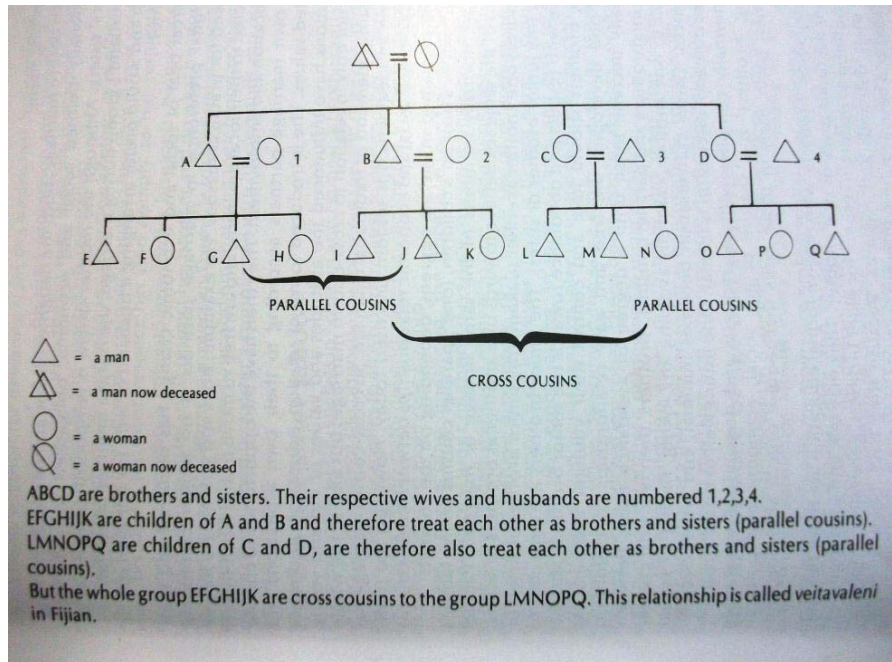 =
A = 1 B = 2 C = 3 D = 4
E F G H I J K L M N O P Q
PARALLEL COUSINS PARALLEL COUSINS
CROSS COUSINS
= a man
= a man now deceased
= a woman
= a woman now deceased
ABCD are brothers and sisters. Their respective wives and husbands are numbered 1,2,3,4.
EFGHIJK are children of A and B and therefore treat each other as brothers and sisters (parallel cousins).
LMNOPQ are children of C and D, are therefore also treat each other as brothers and sisters (parallel
cousins).
But the whole group EFGHIJK are cross cousins to the group LMNOPQ. This relationship is called veitavaleni
in Fijian.